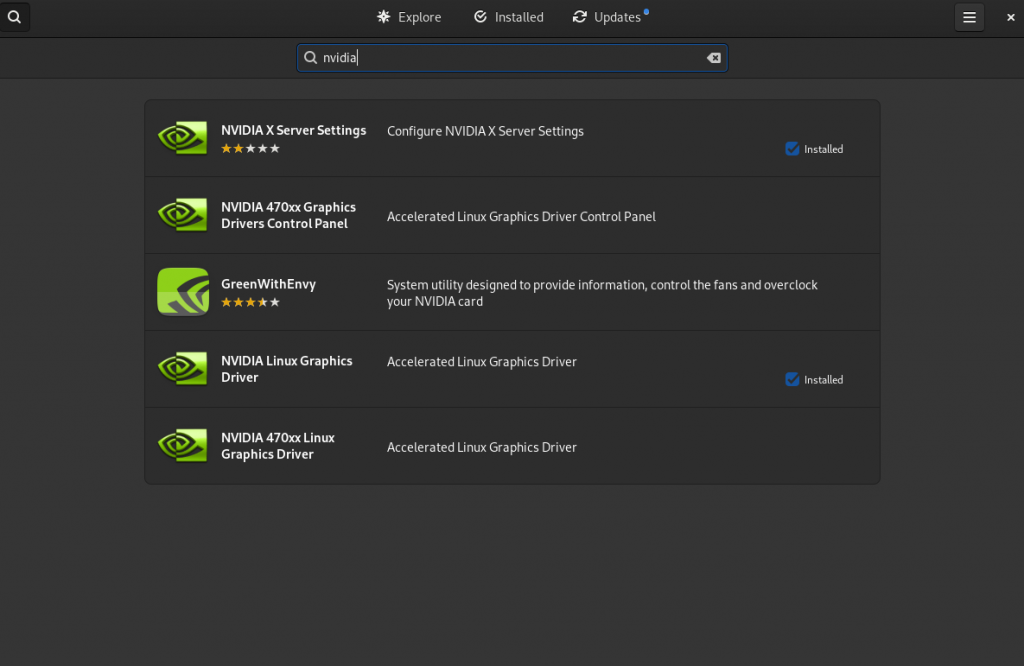 Explore Installed Updates
nvidia
NVIDIA X Server Settings Configure NVIDIA X Server Settings
Installed
NVIDIA 470xx Graphics
Drivers Control Panel
Accelerated Linux Graphics Driver Control Panel
GreenWithEnvy
System utility designed to provide information, control the fans and overclock
your NVIDIA card
NVIDIA Linux Graphics
Driver
Accelerated Linux Graphics Driver
Installed
NVIDIA 470xx Linux
Graphics Driver
Accelerated Linux Graphics Driver